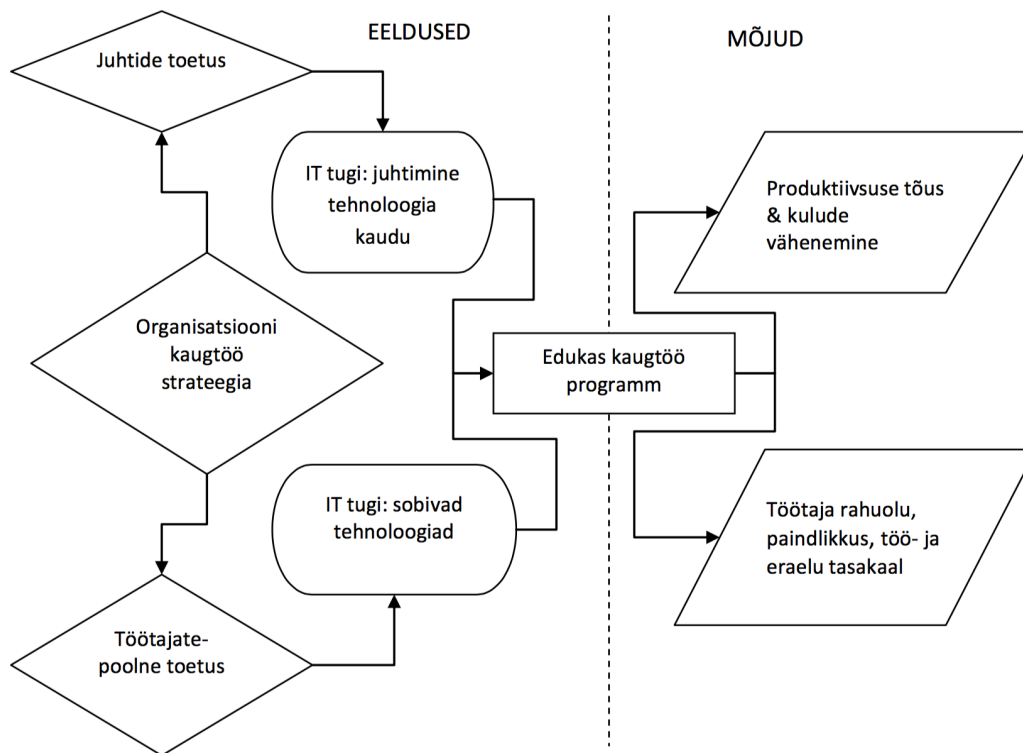 EELDUSED
MÕJUD
Juhtide toetus
IT tugi: juhtimine
tehnoloogia
kaudu
Produktiivsuse tõus
& kulude
vähenemine
Organisatsiooni
kaugtöö
strateegia
Edukas kaugtöö
programm
IT tugi: sobivad
tehnoloogiad
Töötaja rahuolu,
paindlikkus, töö- ja
eraelu tasakaal
Töötajate-
poolne toetus